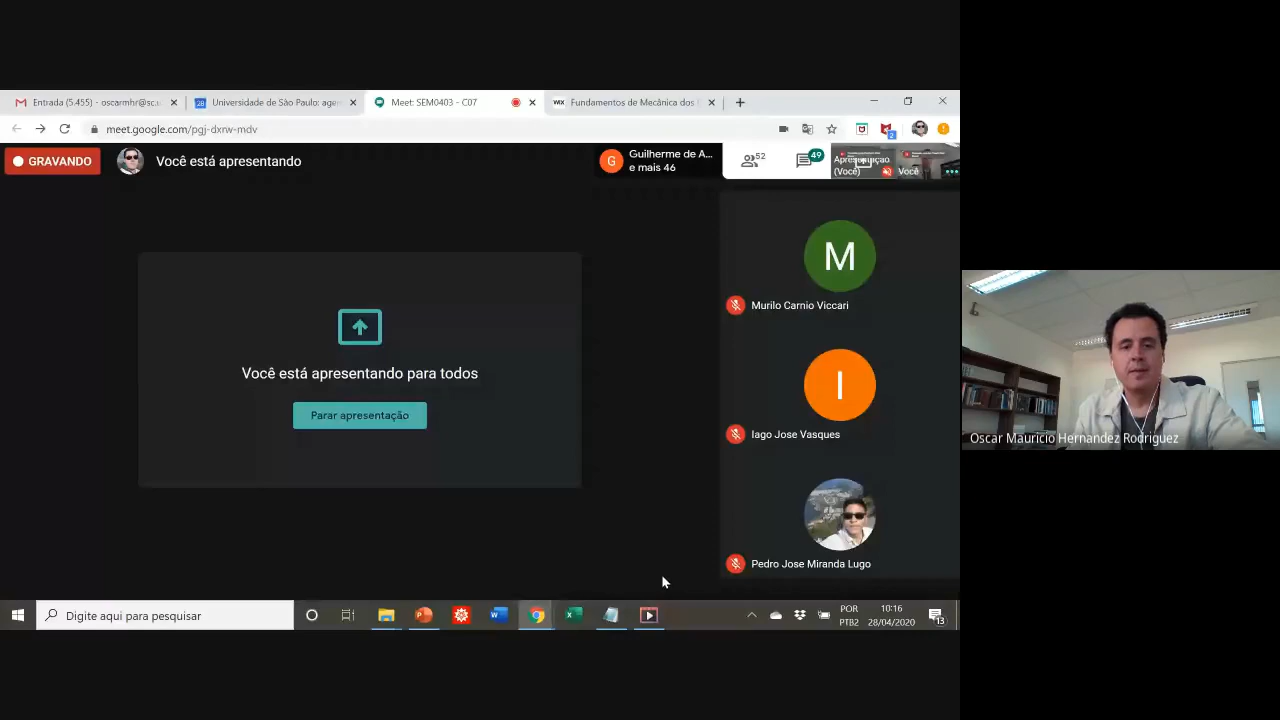 Entrada (5.455) - oscarmhr@sc.u
Universidade de São Paulo: agen
Meet: SEM0403 - C07
WIX Fundamentos de Mecânica dos
meet.google.com/pgj-dxrw-mdv
GRAVANDO
Você está apresentando
G
Guilherme de A...
e mais 46
52
49
Apresentação
(Você)
Você
M
Murilo Carnio Viccari
Você está apresentando para todos
Parar apresentação
I
Iago Jose Vasques
Oscar Mauricio Hernandez Rodriguez
Pedro Jose Miranda Lugo
Digite aqui para pesquisar
POR
PTB2
10:16
28/04/2020
13